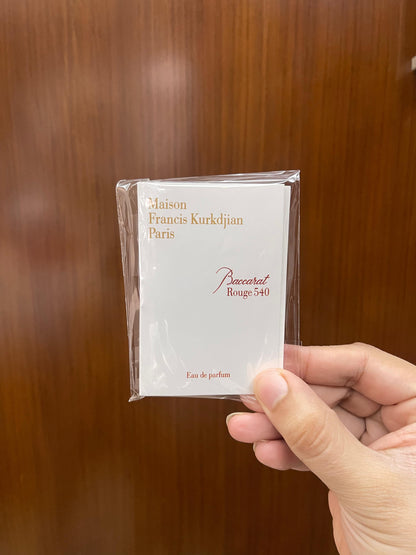 Maison
Francis Kurkdjian
Paris
Baccarat
Rouge 540
Eau de parfum